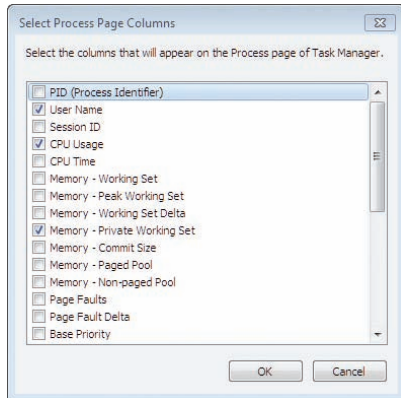 Select Process Page Columns
Select the columns that will appear on the Process page of Task Manager.
PID (Process Identifier)
User Name
Session ID
CPU Usage
CPU Time
Memory - Working Set
Memory - Peak Working Set
Memory - Working Set Delta
Memory - Private Working Set
Memory - Commit Size
Memory - Paged Pool
Memory - Non-paged Pool
Page Faults
Page Fault Delta
Base Priority
OK Cancel